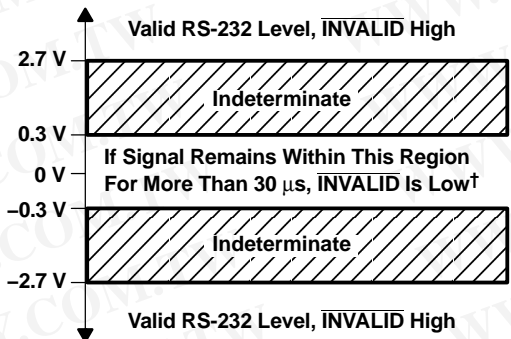 Valid RS-232 Level, INVALID High
2.7 V
Indeterminate
0.3 V
If Signal Remains Within This Region
0 V
For More Than 30 μs, INVALID Is Low†
−0.3 V
Indeterminate
−2.7 V
Valid RS-232 Level, INVALID High